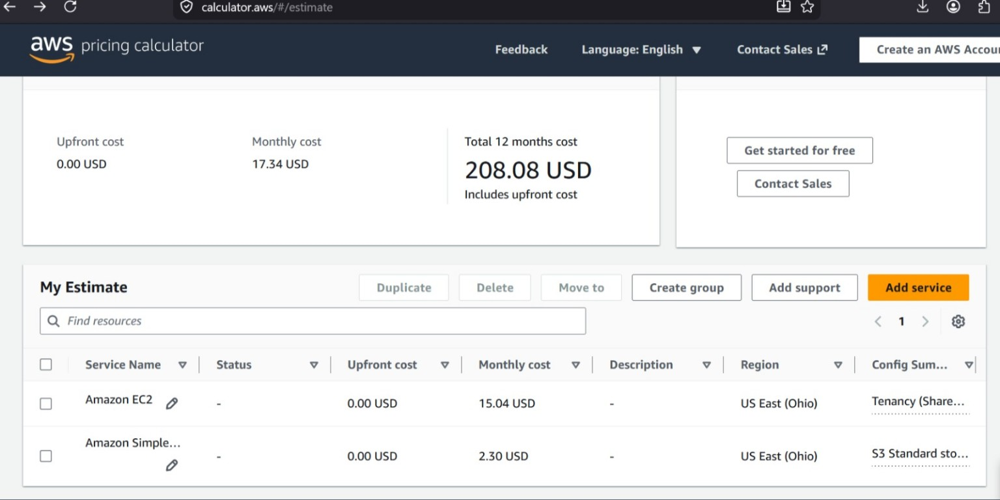 calculator.aws/#/estimate
aws pricing calculator
Feedback
Language: English
Contact Sales
Create an AWS Accou
Upfront cost
0.00 USD
Monthly cost
17.34 USD
Total 12 months cost
208.08 USD
Includes upfront cost
Get started for free
Contact Sales
My Estimate
Duplicate
Delete
Move to
Create group
Add support
Add service
Find resources
1
Service Name
Status
Upfront cost
Monthly cost
Description
Region
Config Sum...
Amazon EC2
-
0.00 USD
15.04 USD
-
US East (Ohio)
Tenancy (Share...
Amazon Simple...
-
0.00 USD
2.30 USD
-
US East (Ohio)
S3 Standard sto...